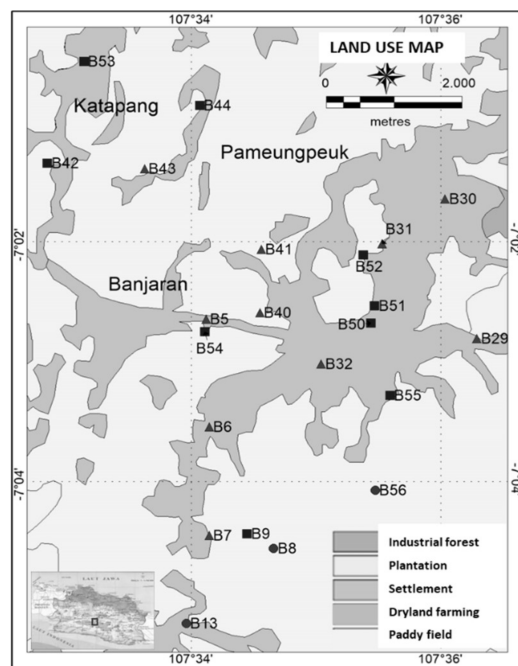 107°34' 107°36'
LAND USE MAP
0 2.000
metres
B53
Katapang
B44
Pameungpeuk
B42
B43
B30
B31
-7°02' -7°02
B41
B52
Banjaran
B51
B5
B40
B50
B54
B29
B32
B55
B6
-7°04' -7°04
B56
B7
B9
B8
Industrial forest
Plantation
Settlement
Dryland farming
Paddy field
B13
107°34' 107°36'